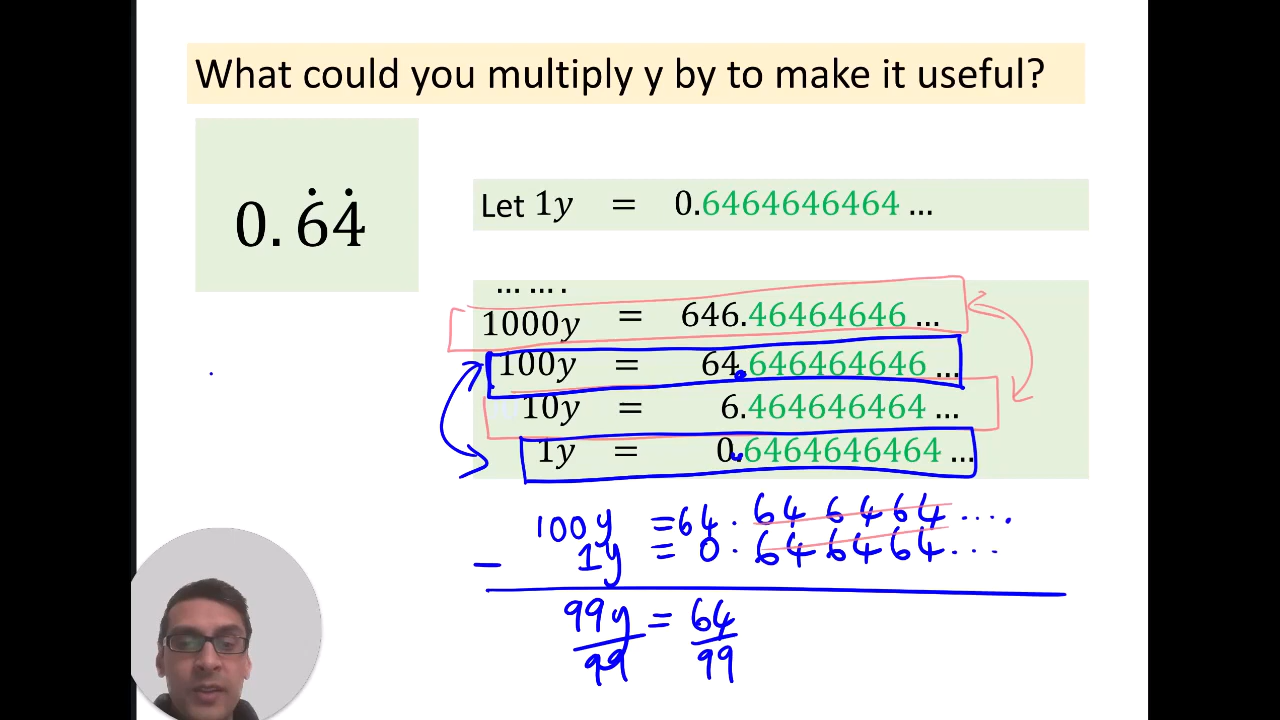 What could you multiply y by to make it useful?
0.6̇4̇
Let 1y = 0.6464646464 ...
... ... .
1000y = 646.46464646 ...
100y = 64.646464646 ...
10y = 6.464646464 ...
1y = 0.6464646464 ...
100y = 64.646464....
− 1y = 0.646464...
99y = 64
99 99